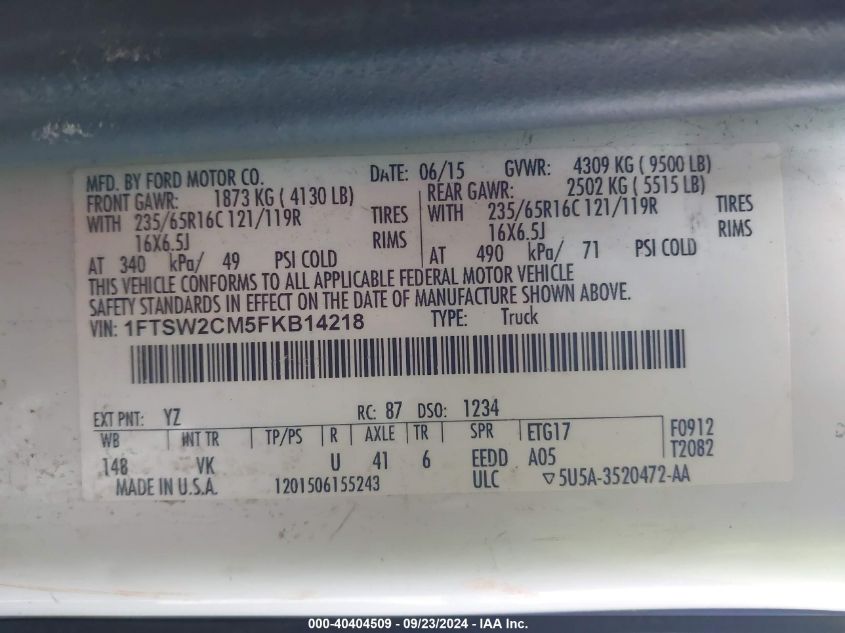 MFD. BY FORD MOTOR CO. DATE: 06/15 GVWR: 4309 KG ( 9500 LB)
FRONT GAWR: 1873 KG ( 4130 LB) REAR GAWR: 2502 KG ( 5515 LB)
WITH 235/65R16C 121/119R TIRES WITH 235/65R16C 121/119R TIRES
16X6.5J RIMS 16X6.5J RIMS
AT 340 kPa/ 49 PSI COLD AT 490 kPa/ 71 PSI COLD
THIS VEHICLE CONFORMS TO ALL APPLICABLE FEDERAL MOTOR VEHICLE
SAFETY STANDARDS IN EFFECT ON THE DATE OF MANUFACTURE SHOWN ABOVE.
VIN: 1FTSW2CM5FKB14218 TYPE: Truck
EXT PNT: YZ RC: 87 DSO: 1234
WB INT TR TP/PS R AXLE TR SPR ETG17 F0912
148 VK U 41 6 EEDD A05 T2082
MADE IN U.S.A. 1201506155243 ULC ▽5U5A-3520472-AA
000-40404509 - 09/23/2024 - IAA Inc.